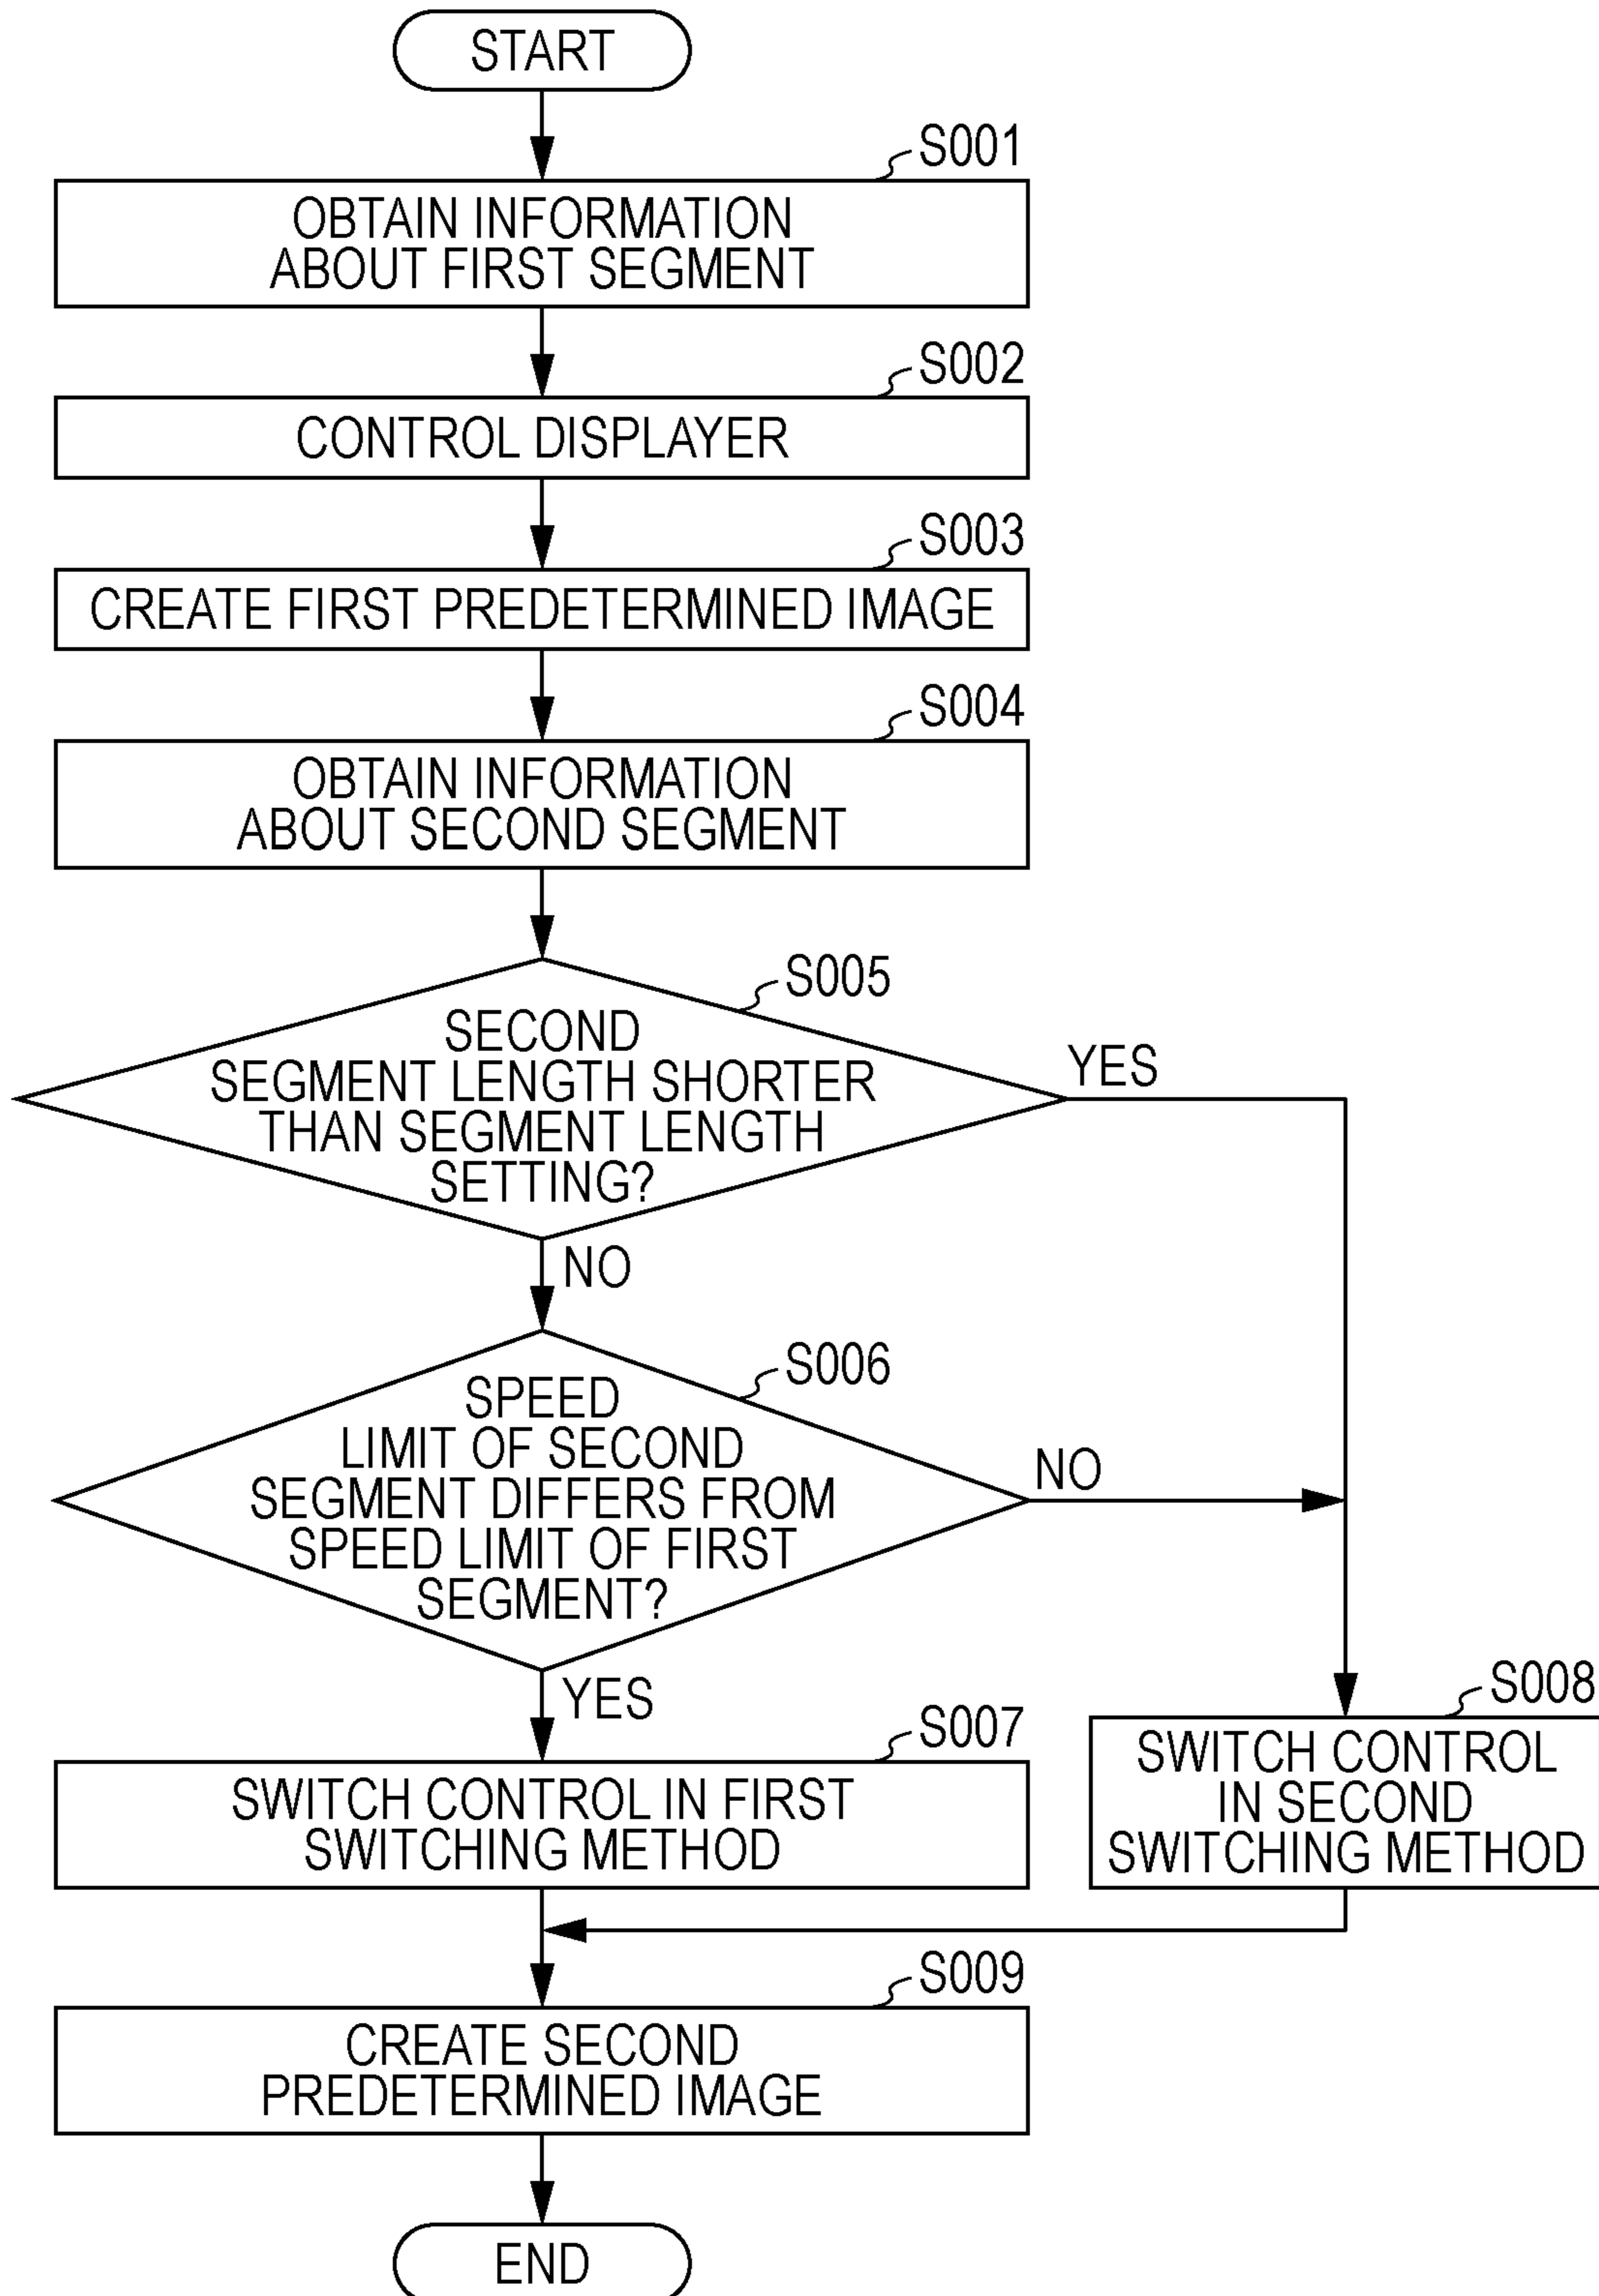 START
S001
OBTAIN INFORMATION
ABOUT FIRST SEGMENT
S002
CONTROL DISPLAYER
S003
CREATE FIRST PREDETERMINED IMAGE
S004
OBTAIN INFORMATION
ABOUT SECOND SEGMENT
S005
SECOND
SEGMENT LENGTH SHORTER
THAN SEGMENT LENGTH
SETTING?
YES
NO
S006
SPEED
LIMIT OF SECOND
SEGMENT DIFFERS FROM
SPEED LIMIT OF FIRST
SEGMENT?
NO
YES
S007
SWITCH CONTROL IN FIRST
SWITCHING METHOD
S008
SWITCH CONTROL
IN SECOND
SWITCHING METHOD
S009
CREATE SECOND
PREDETERMINED IMAGE
END